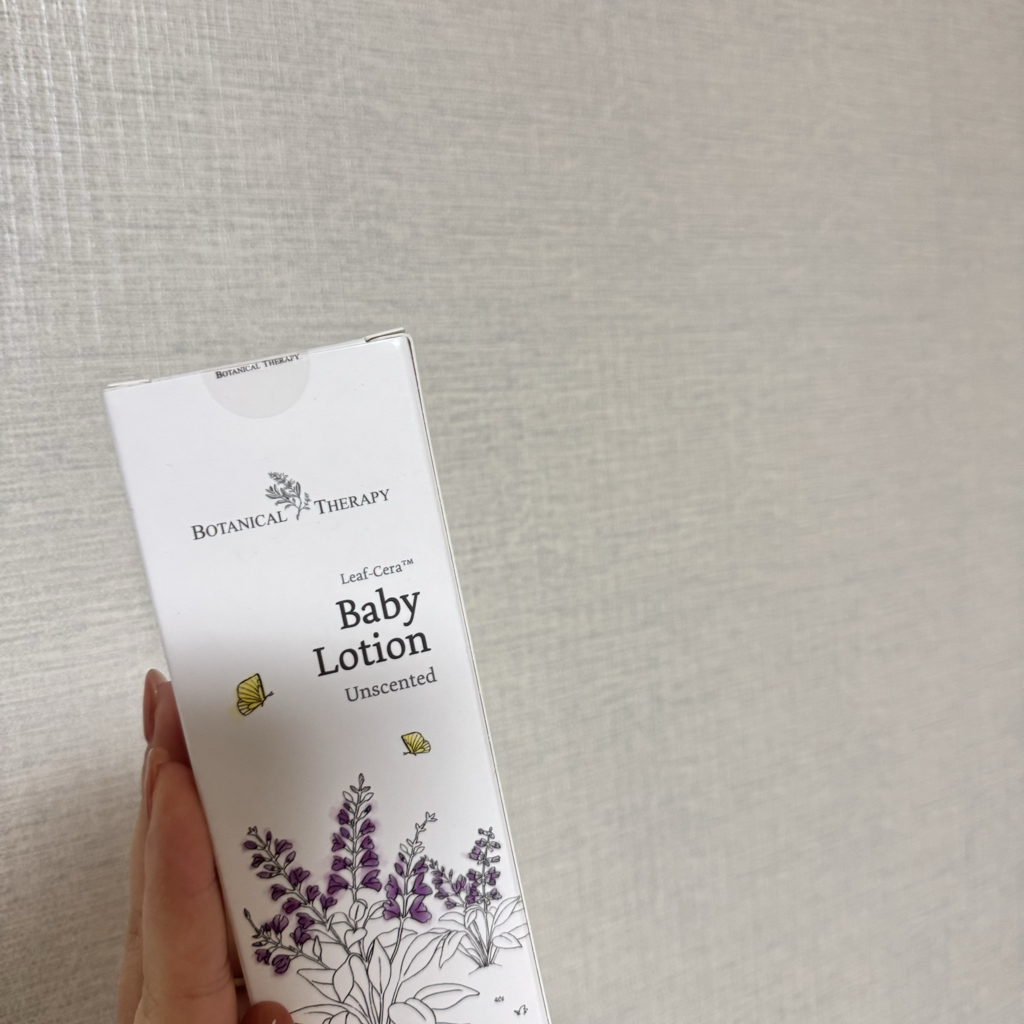 BOTANICAL THERAPY
BOTANICAL THERAPY
Leaf-Cera™
Baby
Lotion
Unscented